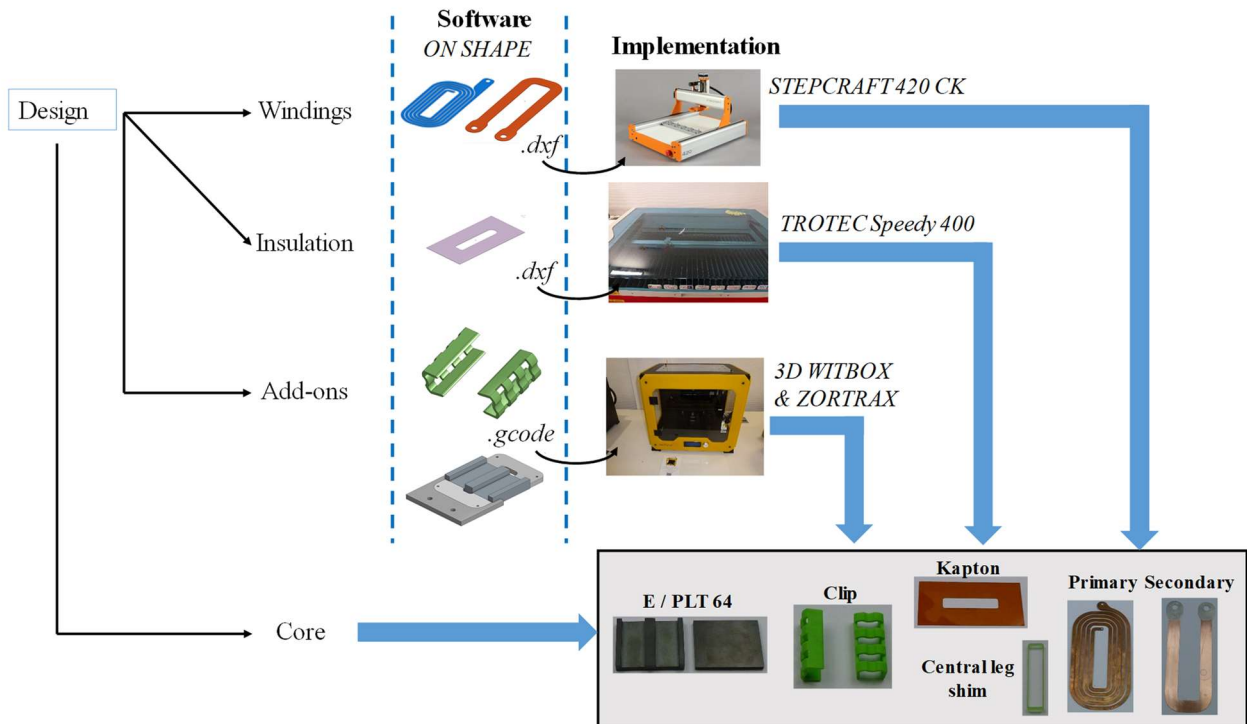 Software
ON SHAPE
Implementation
STEPCRAFT 420 CK
Design
Windings
.dxf
Insulation
TROTEC Speedy 400
.dxf
Add-ons
3D WITBOX
& ZORTRAX
.gcode
Core
E / PLT 64
Clip
Kapton
Central leg
shim
Primary
Secondary